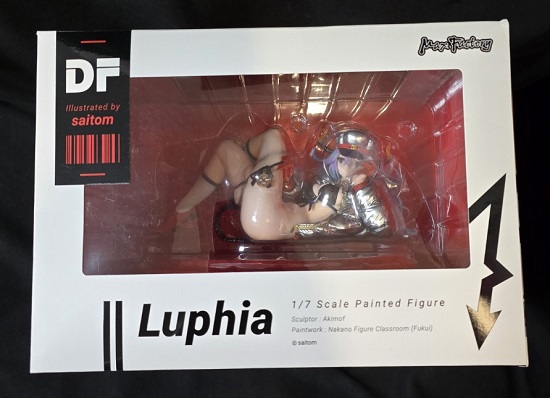 DF
Illustrated by
saitom
Max Factory
Luphia
1/7 Scale Painted Figure
Sculptor : Akimof
Paintwork : Nakano Figure Classroom (Fukui)
© saitom